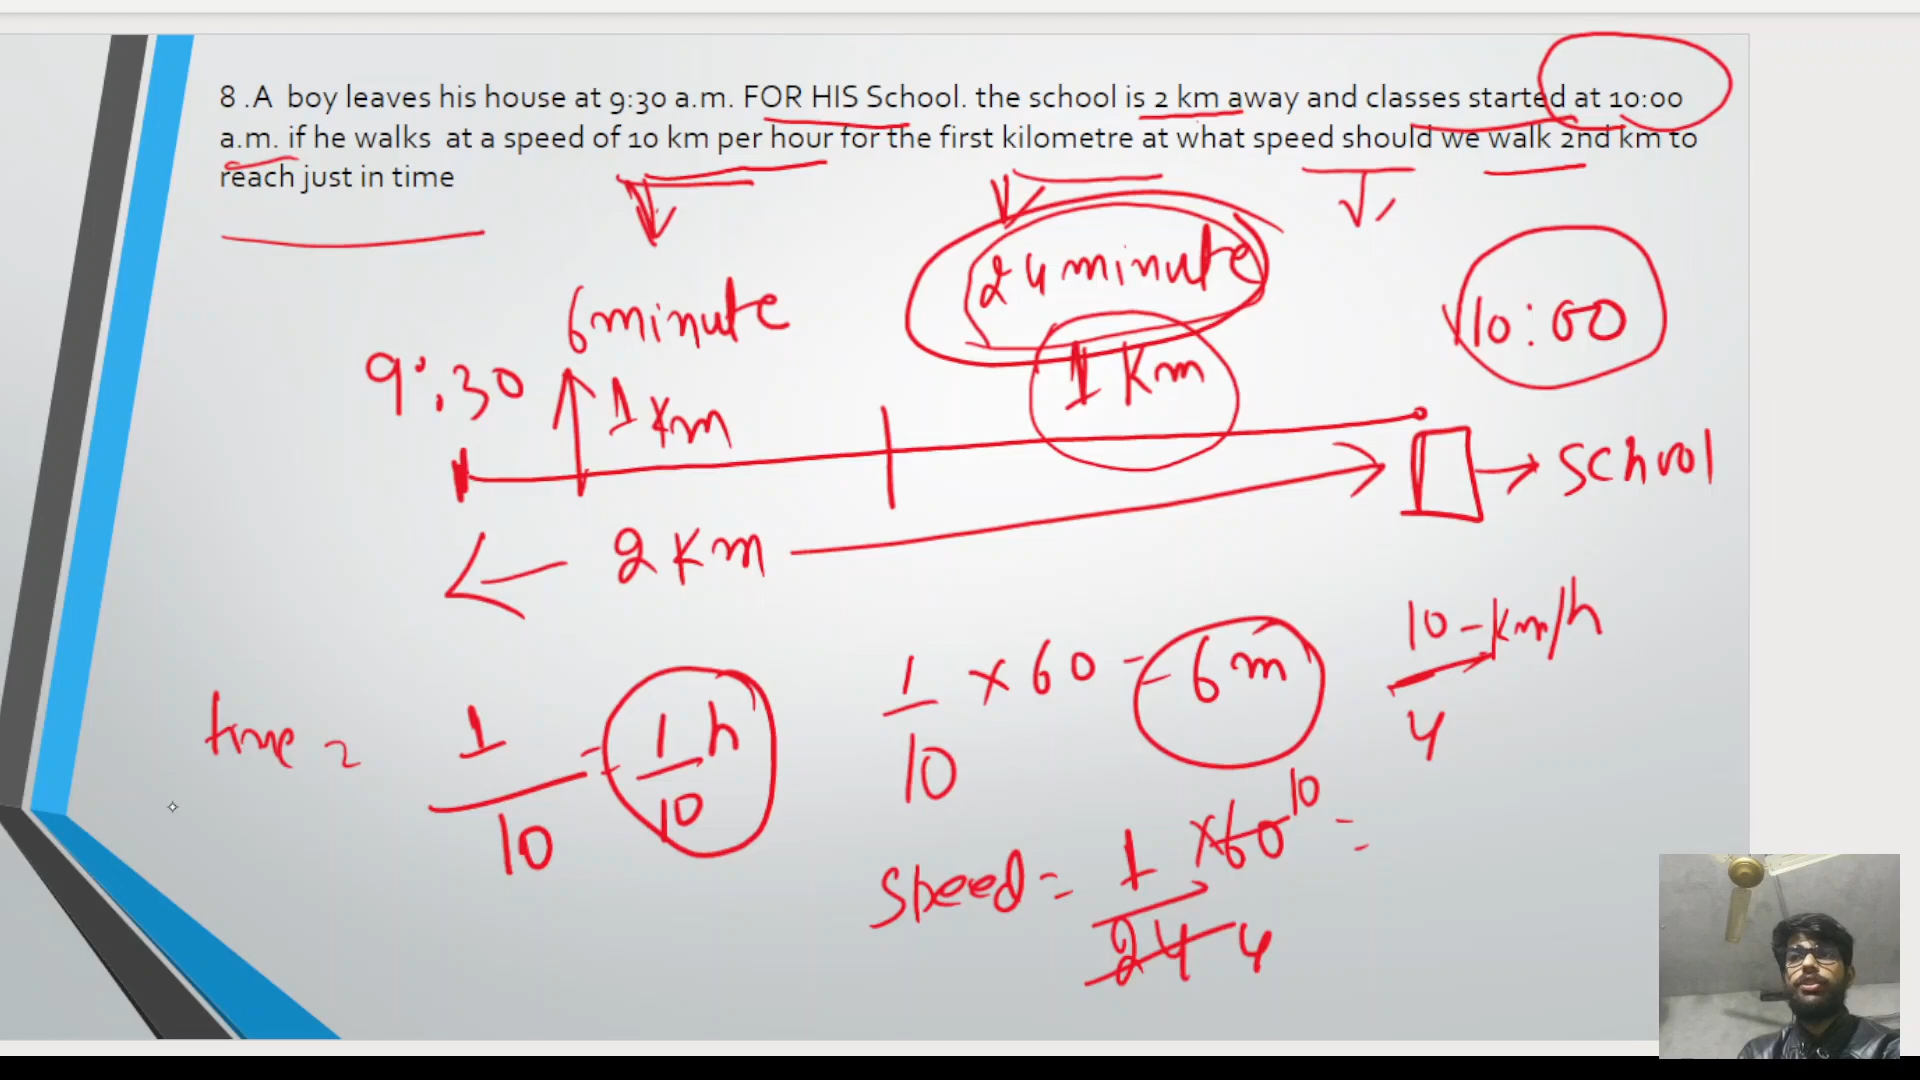 8 .A boy leaves his house at 9:30 a.m. FOR HIS School. the school is 2 km away and classes started at 10:00
a.m. if he walks at a speed of 10 km per hour for the first kilometre at what speed should we walk 2nd km to
reach just in time
24 minute
6 minute
10:00
9:30
1 km
1 Km
school
2 Km
10 - km/h
4
1/10 × 60 = 6m
time = 1/10 = 1/10 h
speed = 1/24 × 60 =
10
4